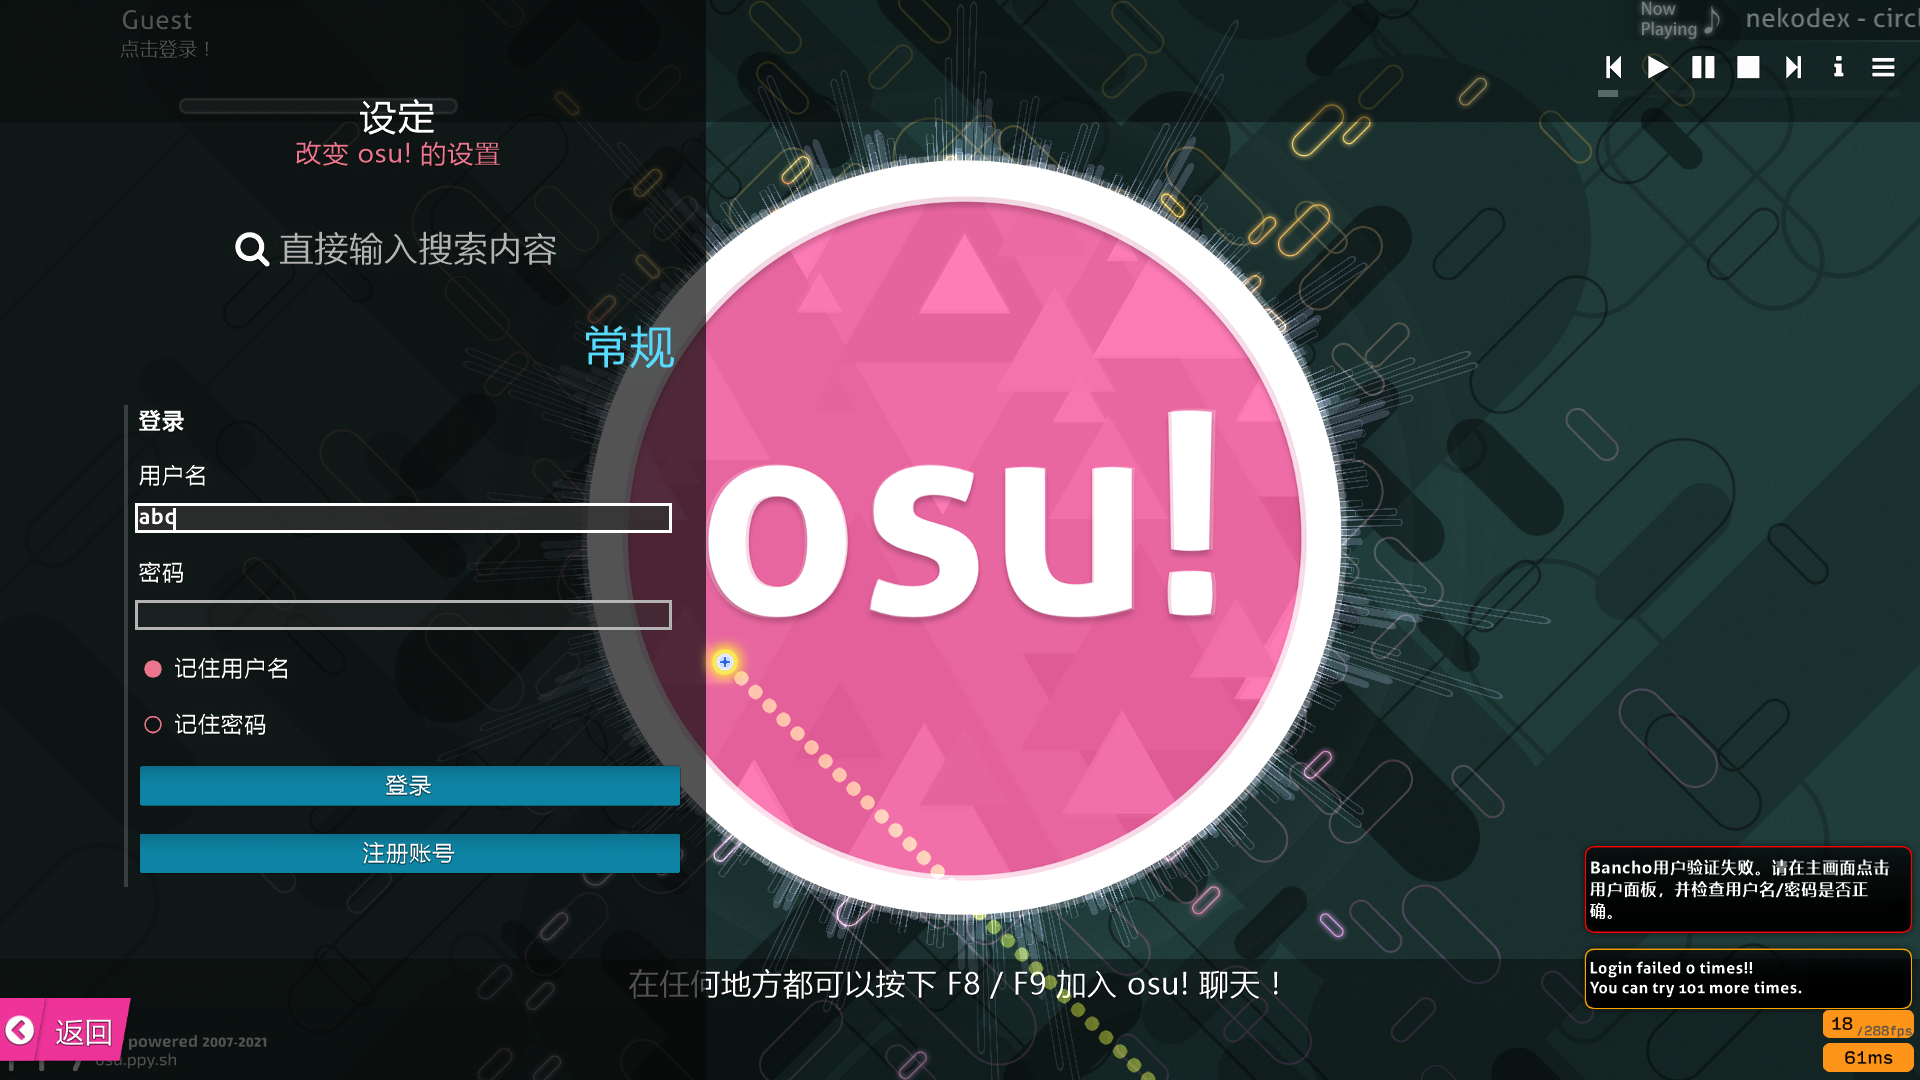 Guest
点击登录！
Now
Playing
nekodex - circl
设定
改变 osu! 的设置
直接输入搜索内容
常规
登录
用户名
abc
密码
记住用户名
记住密码
登录
注册账号
osu!
Bancho用户验证失败。请在主画面点击
用户面板，并检查用户名/密码是否正
确。
Login failed 0 times!!
You can try 101 more times.
在任何地方都可以按下 F8 / F9 加入 osu! 聊天！
返回
powered 2007-2021
osu.ppy.sh
18 /288fps
61ms